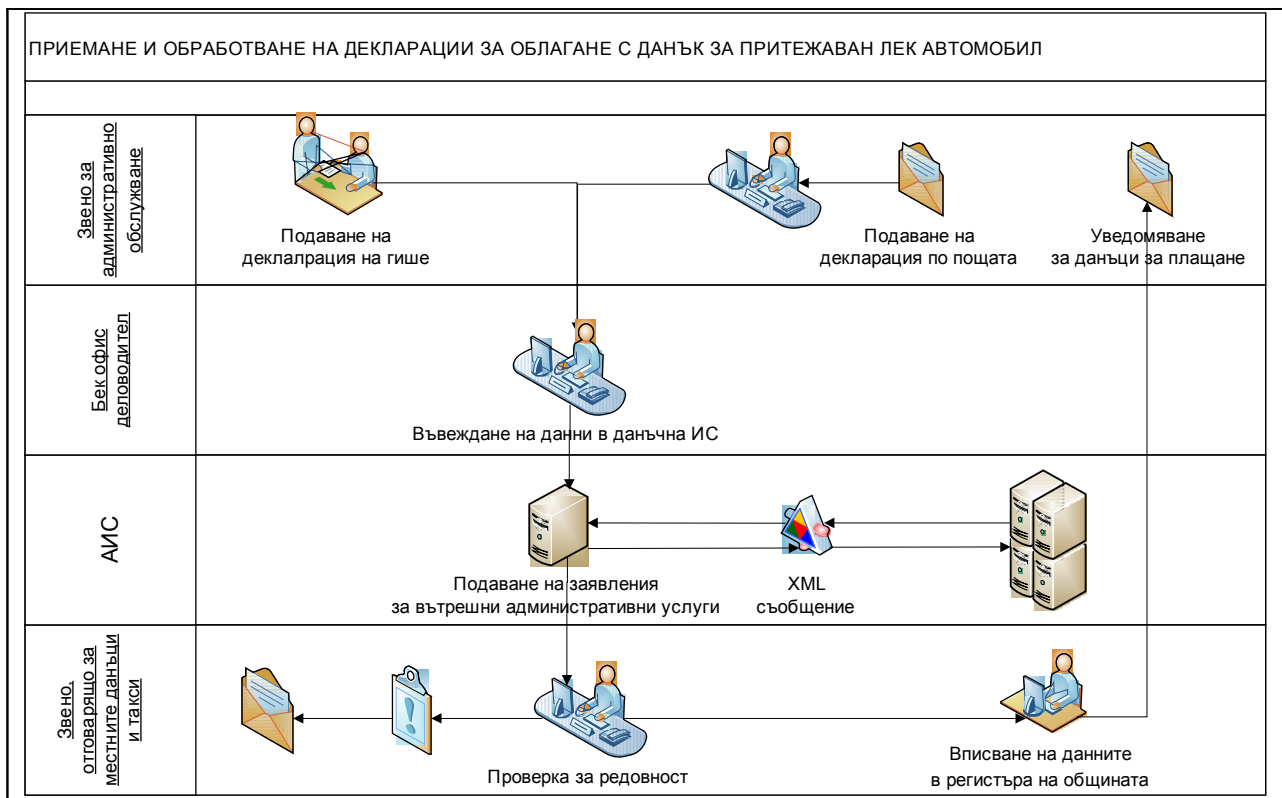 ПРИЕМАНЕ И ОБРАБОТВАНЕ НА ДЕКЛАРАЦИИ ЗА ОБЛАГАНЕ С ДАНЪК ЗА ПРИТЕЖАВАН ЛЕК АВТОМОБИЛ
Звено за
административно
обслужване
Подаване на
деклалрация на гише
Подаване на
декларация по пощата
Уведомяване
за данъци за плащане
Бек офис
деловодител
Въвеждане на данни в данъчна ИС
АИС
Подаване на заявления
за вътрешни административни услуги
XML
съобщение
Звено,
отговарящо за
местните данъци
и такси
Проверка за редовност
Вписване на данните
в регистъра на общината